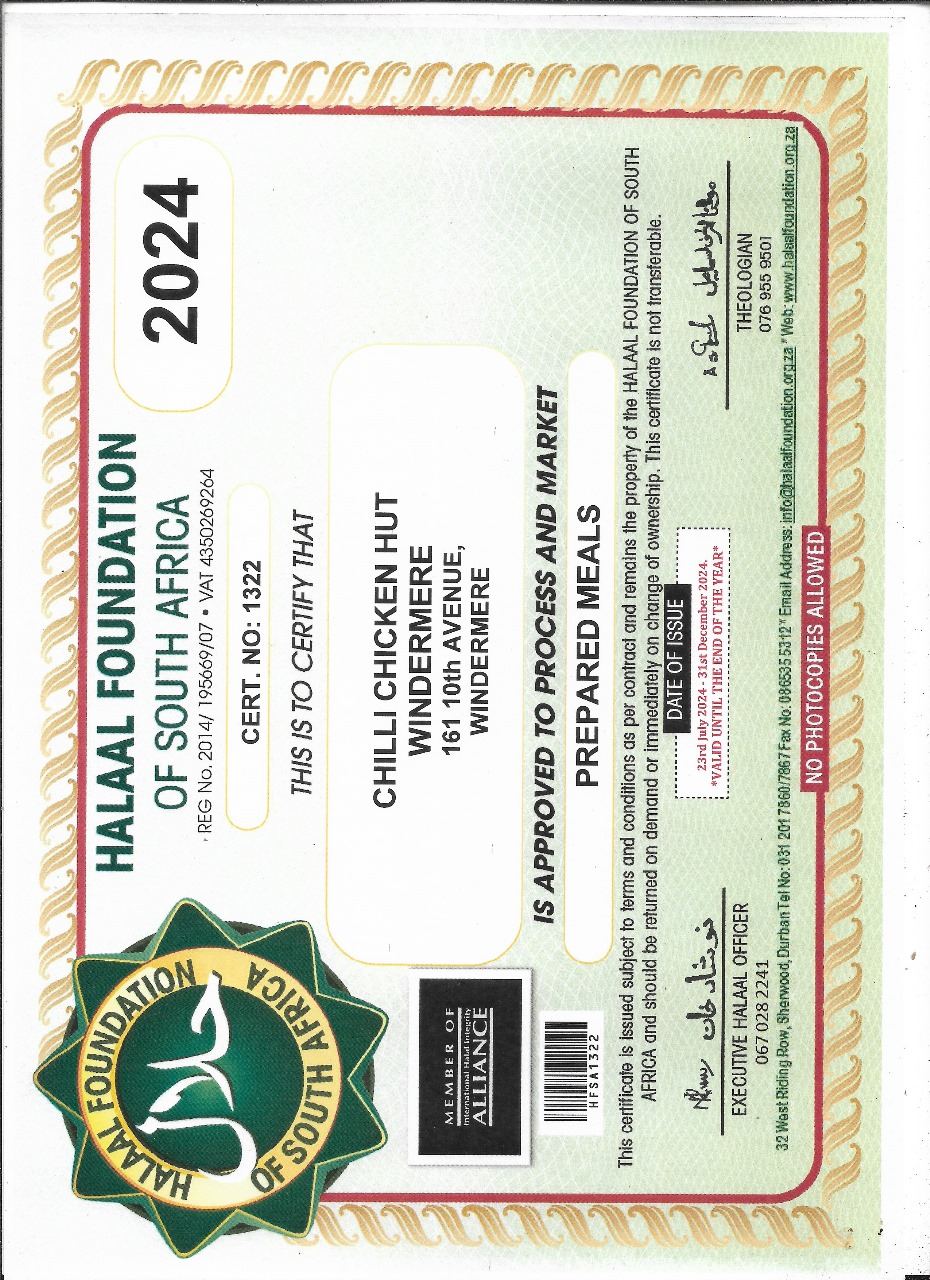 HALAAL FOUNDATION
OF SOUTH AFRICA
حلال
HALAAL FOUNDATION
OF SOUTH AFRICA
REG No. 2014/ 195669/07 • VAT 4350269264
2024
CERT. NO: 1322
THIS IS TO CERTIFY THAT
CHILLI CHICKEN HUT
WINDERMERE
161 10th AVENUE,
WINDERMERE
MEMBER OF
International Halal Integrity
ALLIANCE
HFSA1322
IS APPROVED TO PROCESS AND MARKET
PREPARED MEALS
This certificate is issued subject to terms and conditions as per contract and remains the property of the HALAAL FOUNDATION OF SOUTH
AFRICA and should be returned on demand or immediately on change of ownership. This certificate is not transferable.
DATE OF ISSUE
23rd July 2024 - 31st December 2024.
*VALID UNTIL THE END OF THE YEAR*
نوشاد خان
EXECUTIVE HALAAL OFFICER
067 028 2241
THEOLOGIAN
076 955 9501
32 West Riding Row, Sherwood, Durban Tel No: 031 201 7860/7867 Fax No: 086535 5312 * Email Address: info@halaalfoundation.org.za * Web: www.halaalfoundation.org.za
NO PHOTOCOPIES ALLOWED